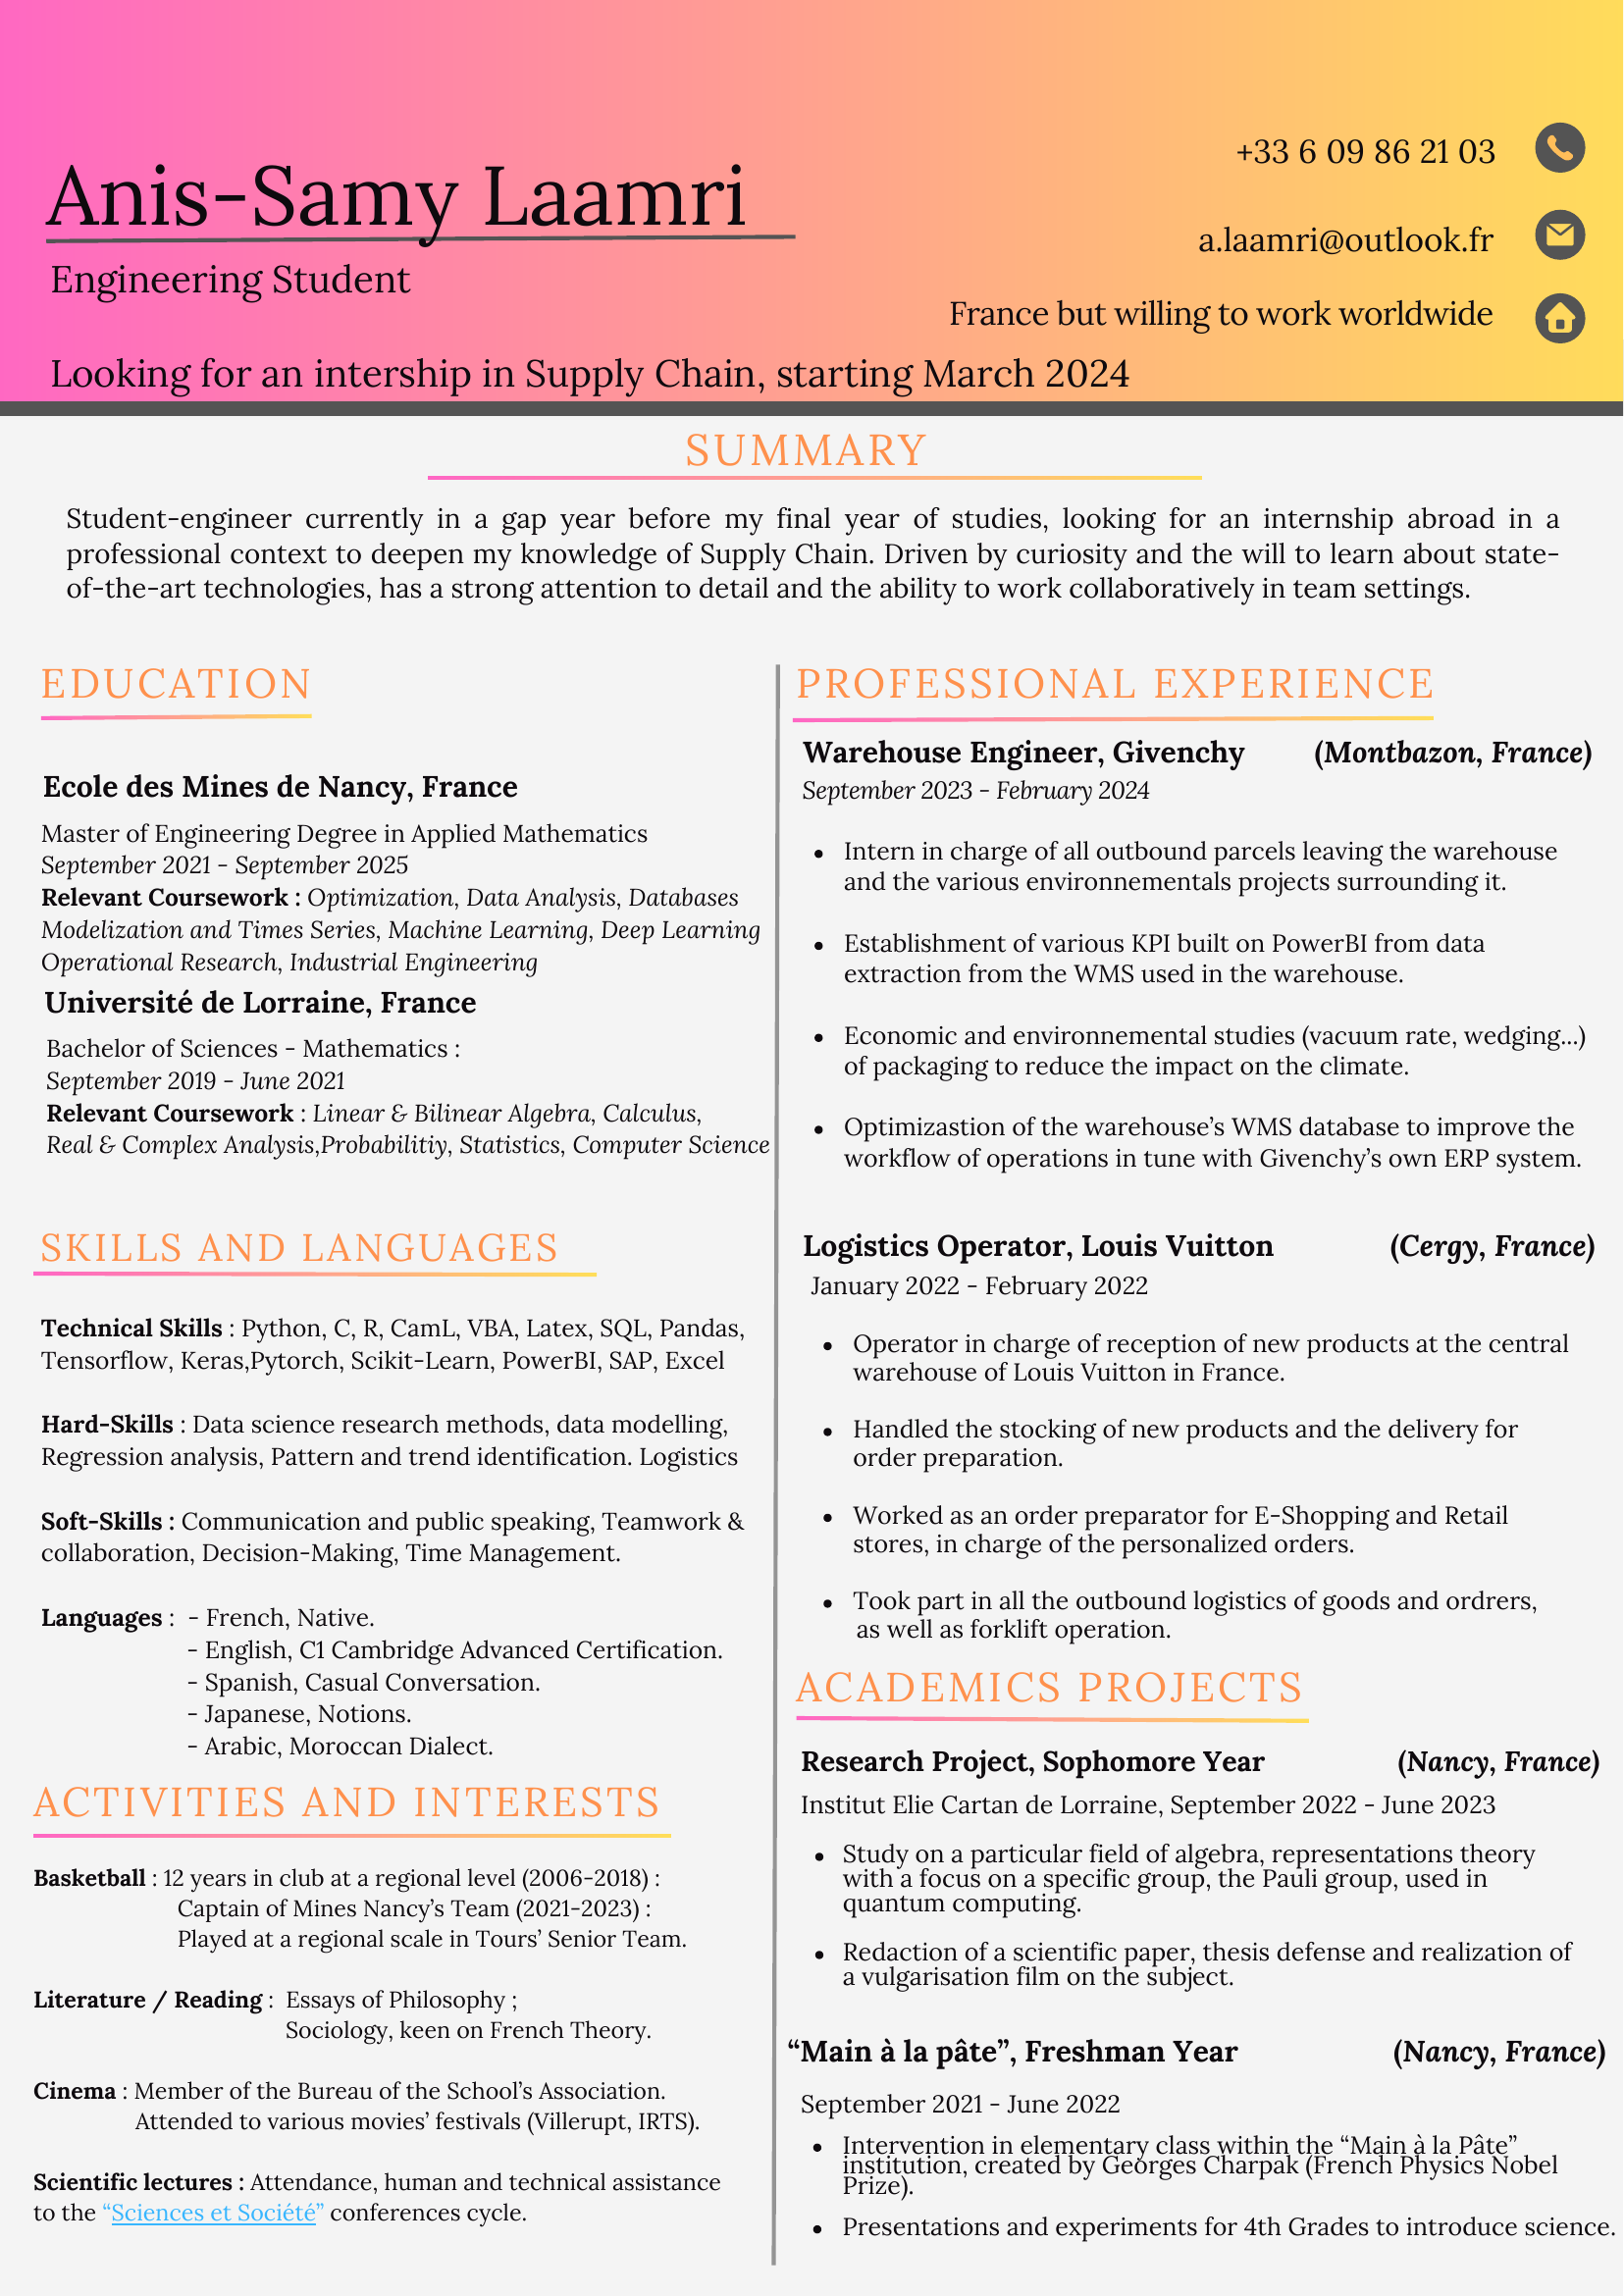 Anis-Samy Laamri
Engineering Student
Looking for an intership in Supply Chain, starting March 2024
+33 6 09 86 21 03
a.laamri@outlook.fr
France but willing to work worldwide
SUMMARY
Student-engineer currently in a gap year before my final year of studies, looking for an internship abroad in a
professional context to deepen my knowledge of Supply Chain. Driven by curiosity and the will to learn about state-
of-the-art technologies, has a strong attention to detail and the ability to work collaboratively in team settings.
EDUCATION
Ecole des Mines de Nancy, France
Master of Engineering Degree in Applied Mathematics
September 2021 - September 2025
Relevant Coursework : Optimization, Data Analysis, Databases
Modelization and Times Series, Machine Learning, Deep Learning
Operational Research, Industrial Engineering
Université de Lorraine, France
Bachelor of Sciences - Mathematics :
September 2019 - June 2021
Relevant Coursework : Linear & Bilinear Algebra, Calculus,
Real & Complex Analysis,Probabilitiy, Statistics, Computer Science
SKILLS AND LANGUAGES
Technical Skills : Python, C, R, CamL, VBA, Latex, SQL, Pandas,
Tensorflow, Keras,Pytorch, Scikit-Learn, PowerBI, SAP, Excel
Hard-Skills : Data science research methods, data modelling,
Regression analysis, Pattern and trend identification. Logistics
Soft-Skills : Communication and public speaking, Teamwork &
collaboration, Decision-Making, Time Management.
Languages : - French, Native.
- English, C1 Cambridge Advanced Certification.
- Spanish, Casual Conversation.
- Japanese, Notions.
- Arabic, Moroccan Dialect.
ACTIVITIES AND INTERESTS
Basketball : 12 years in club at a regional level (2006-2018) :
Captain of Mines Nancy’s Team (2021-2023) :
Played at a regional scale in Tours’ Senior Team.
Literature / Reading : Essays of Philosophy ;
Sociology, keen on French Theory.
Cinema : Member of the Bureau of the School’s Association.
Attended to various movies’ festivals (Villerupt, IRTS).
Scientific lectures : Attendance, human and technical assistance
to the “Sciences et Société” conferences cycle.
PROFESSIONAL EXPERIENCE
Warehouse Engineer, Givenchy (Montbazon, France)
September 2023 - February 2024
• Intern in charge of all outbound parcels leaving the warehouse
and the various environnementals projects surrounding it.
• Establishment of various KPI built on PowerBI from data
extraction from the WMS used in the warehouse.
• Economic and environnemental studies (vacuum rate, wedging...)
of packaging to reduce the impact on the climate.
• Optimizastion of the warehouse’s WMS database to improve the
workflow of operations in tune with Givenchy’s own ERP system.
Logistics Operator, Louis Vuitton (Cergy, France)
January 2022 - February 2022
• Operator in charge of reception of new products at the central
warehouse of Louis Vuitton in France.
• Handled the stocking of new products and the delivery for
order preparation.
• Worked as an order preparator for E-Shopping and Retail
stores, in charge of the personalized orders.
• Took part in all the outbound logistics of goods and ordrers,
as well as forklift operation.
ACADEMICS PROJECTS
Research Project, Sophomore Year (Nancy, France)
Institut Elie Cartan de Lorraine, September 2022 - June 2023
• Study on a particular field of algebra, representations theory
with a focus on a specific group, the Pauli group, used in
quantum computing.
• Redaction of a scientific paper, thesis defense and realization of
a vulgarisation film on the subject.
“Main à la pâte”, Freshman Year (Nancy, France)
September 2021 - June 2022
• Intervention in elementary class within the “Main à la Pâte”
institution, created by Georges Charpak (French Physics Nobel
Prize).
• Presentations and experiments for 4th Grades to introduce science.